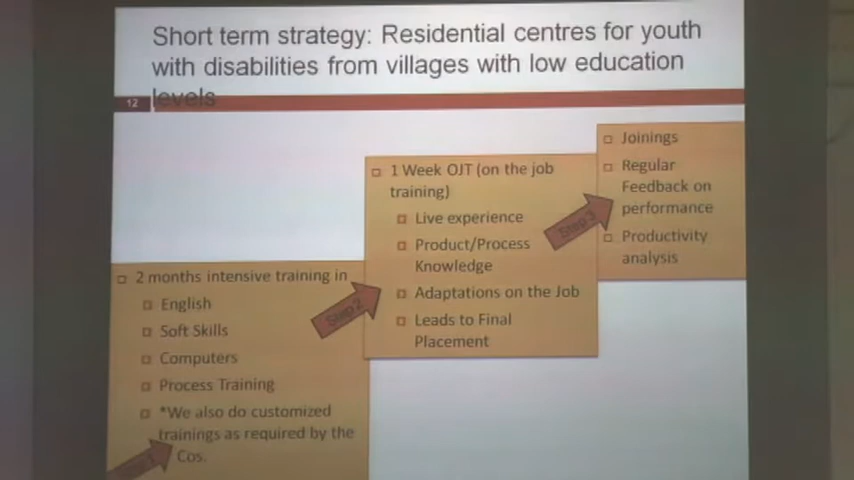 Short term strategy: Residential centres for youth
with disabilities from villages with low education
levels
12
2 months intensive training in
English
Soft Skills
Computers
Process Training
*We also do customized
trainings as required by the
Cos.
Step 2
1 Week OJT (on the job
training)
Live experience
Product/Process
Knowledge
Adaptations on the Job
Leads to Final
Placement
Step 3
Joinings
Regular
Feedback on
performance
Productivity
analysis